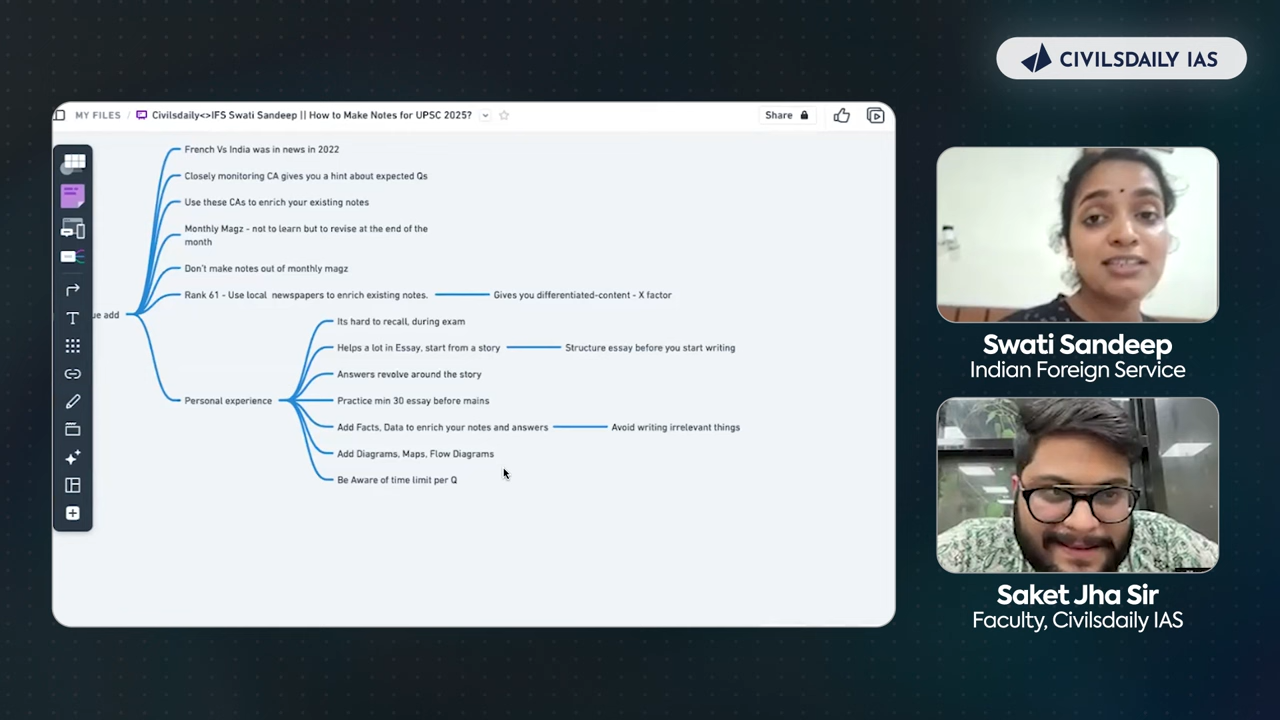 CIVILSDAILY IAS
MY FILES / Civilsdaily<>IFS Swati Sandeep || How to Make Notes for UPSC 2025?
Share
French Vs India was in news in 2022
Closely monitoring CA gives you a hint about expected Qs
Use these CAs to enrich your existing notes
Monthly Magz - not to learn but to revise at the end of the
month
Don't make notes out of monthly magz
Rank 61 - Use local newspapers to enrich existing notes.
Gives you differentiated-content - X factor
ue add
Its hard to recall, during exam
Helps a lot in Essay, start from a story
Structure essay before you start writing
Answers revolve around the story
Personal experience
Practice min 30 essay before mains
Add Facts, Data to enrich your notes and answers
Avoid writing irrelevant things
Add Diagrams, Maps, Flow Diagrams
Be Aware of time limit per Q
Swati Sandeep
Indian Foreign Service
Saket Jha Sir
Faculty, Civilsdaily IAS